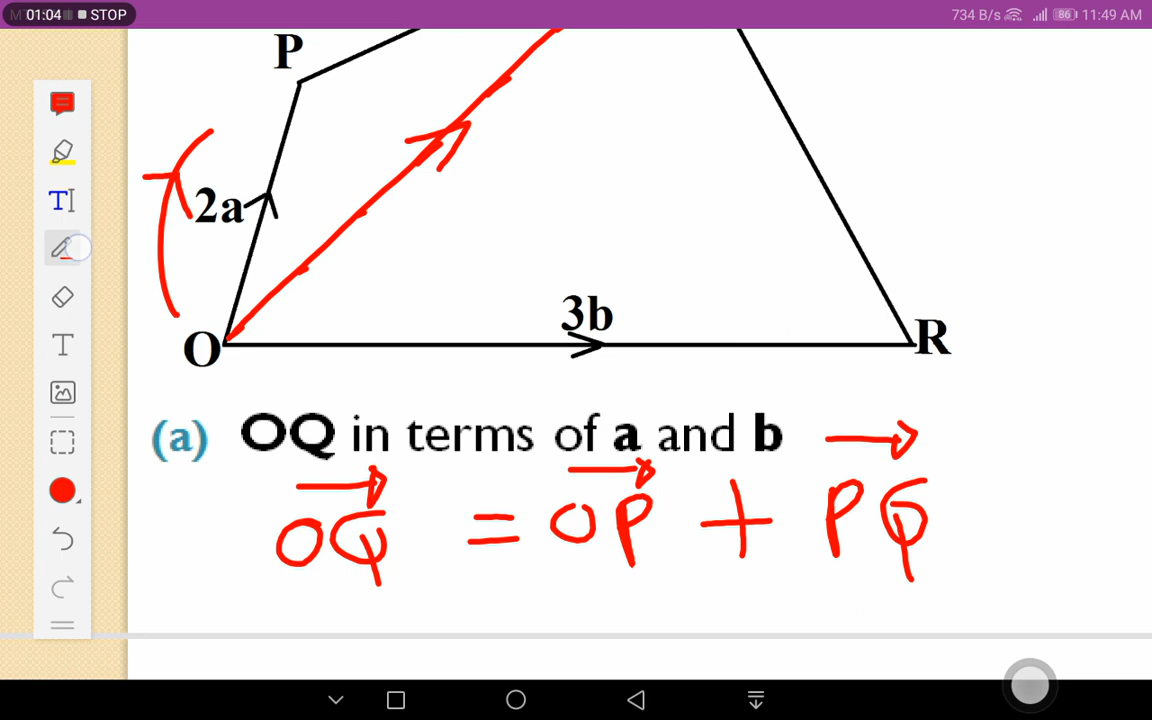 01:04 STOP
734 B/s 86 11:49 AM
P
2a
3b
O
R
(a) OQ in terms of a and b
OQ = OP + PQ